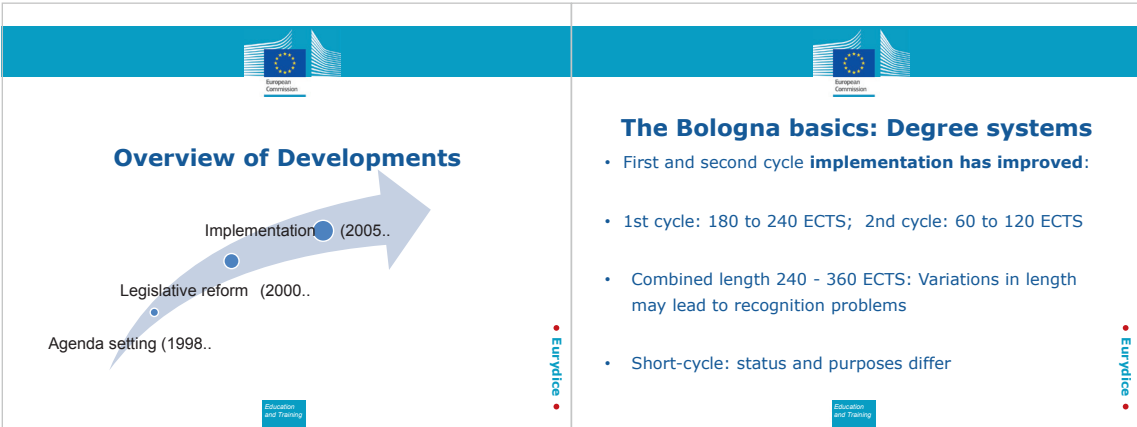 European
Commission
Overview of Developments
Implementation (2005..
Legislative reform (2000..
Agenda setting (1998..
• Eurydice •
Education
and Training
European
Commission
The Bologna basics: Degree systems
• First and second cycle implementation has improved:
• 1st cycle: 180 to 240 ECTS; 2nd cycle: 60 to 120 ECTS
• Combined length 240 - 360 ECTS: Variations in length
may lead to recognition problems
• Short-cycle: status and purposes differ
• Eurydice •
Education
and Training